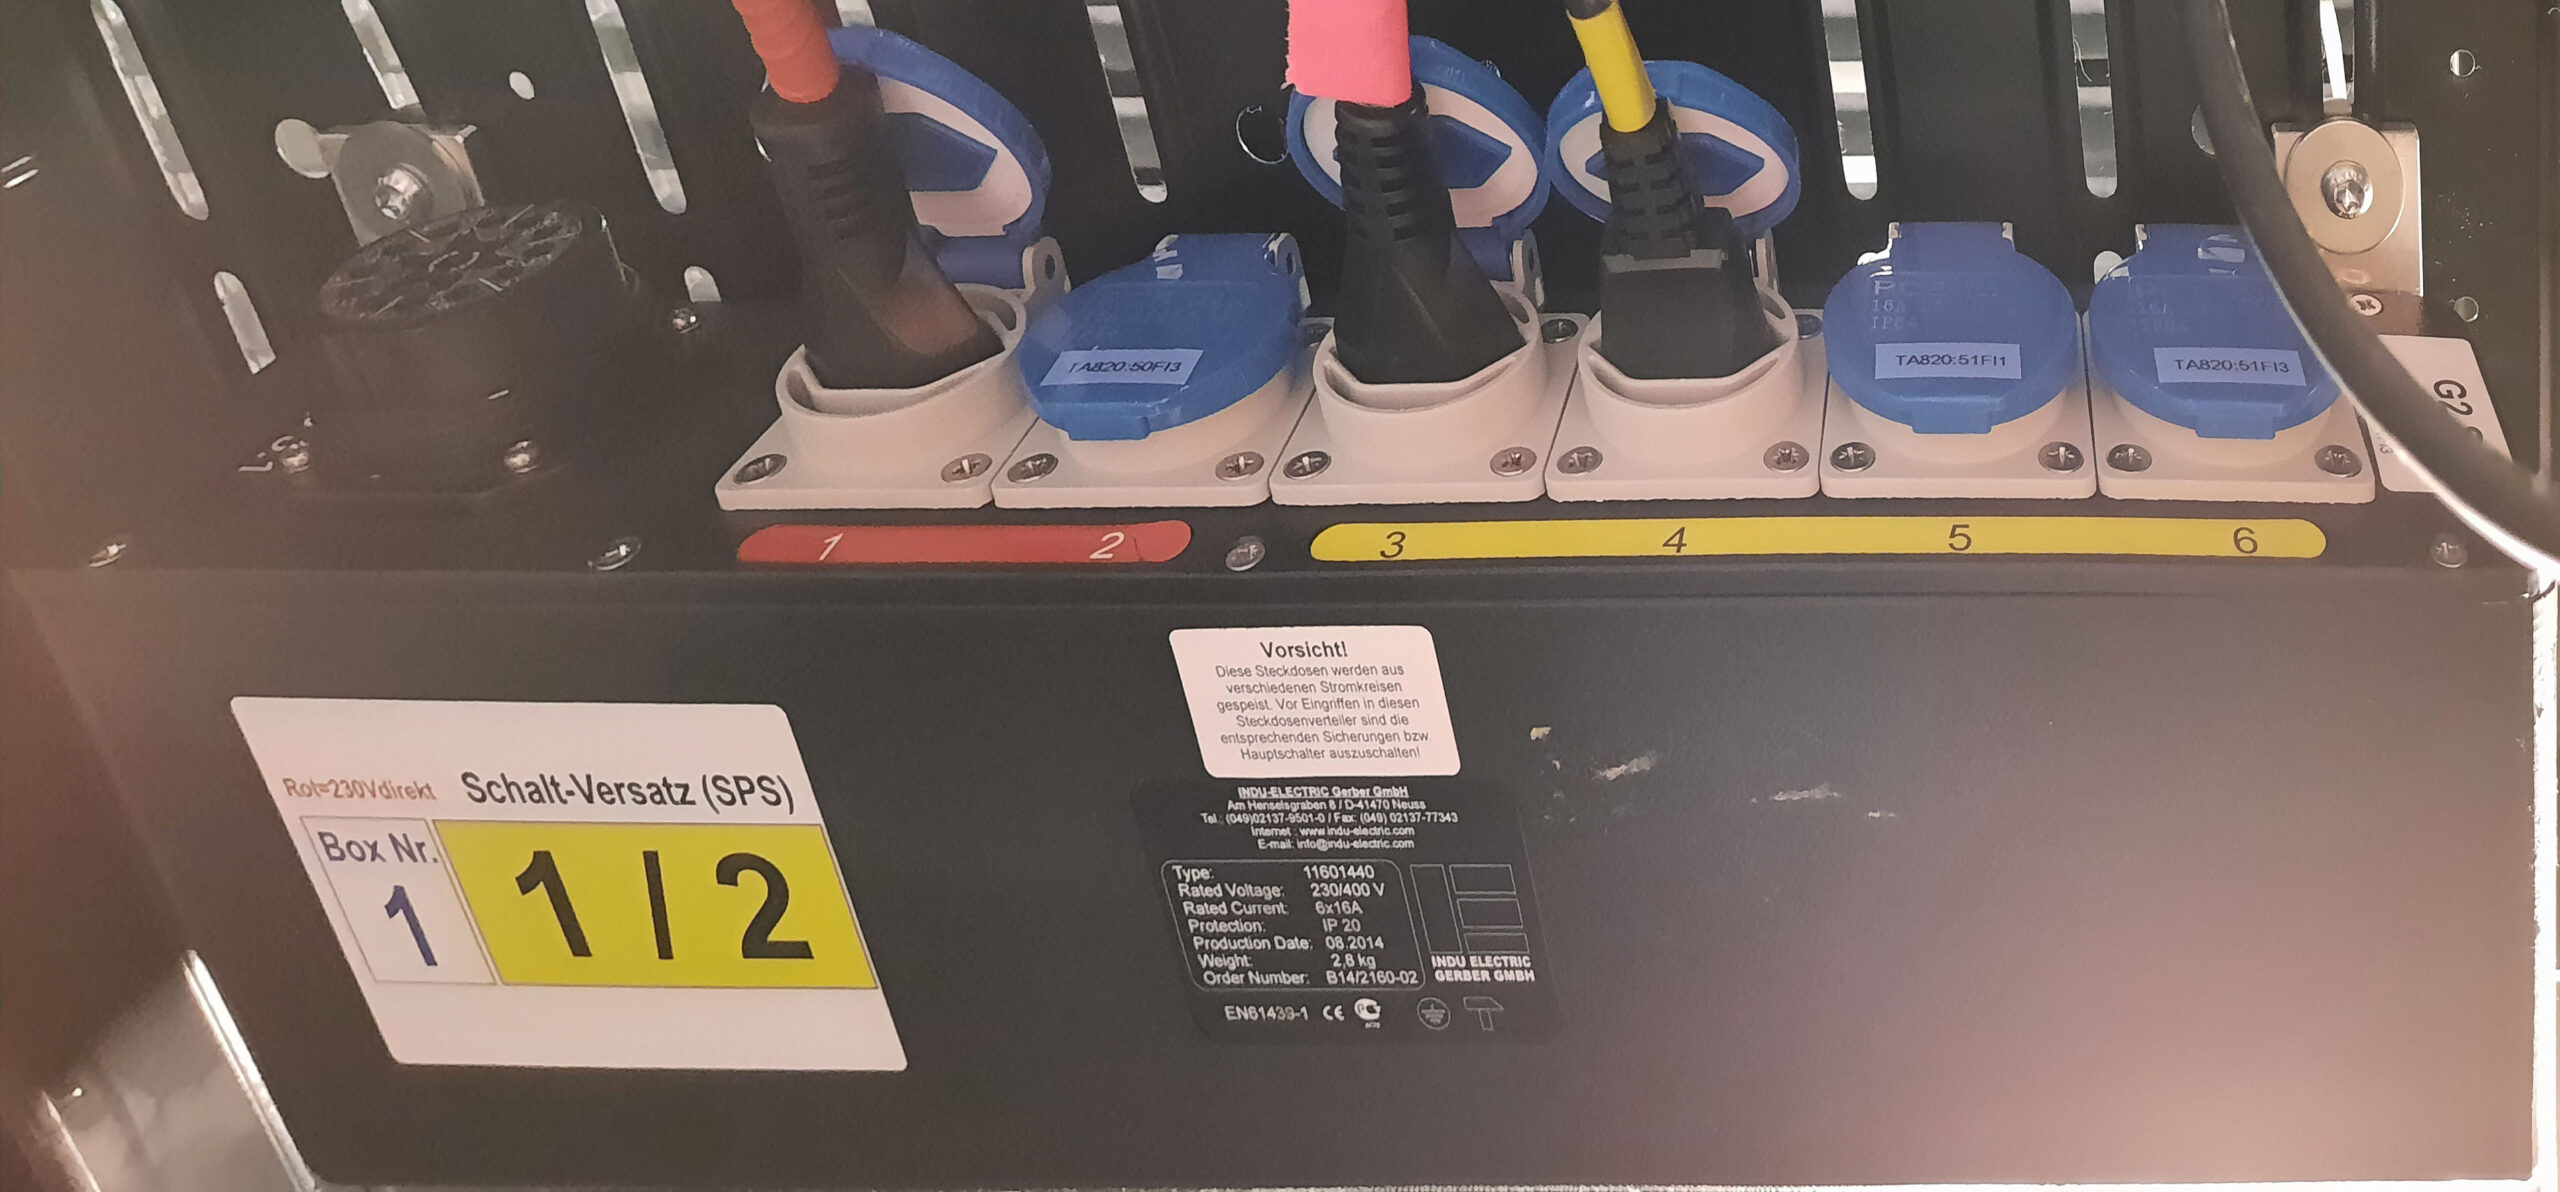 TA820:50FI3
16A
TA820:51FI1
TA820:51FI3
1
2
3
4
5
6
Vorsicht!
Diese Steckdosen werden aus
verschiedenen Stromkreisen
gespeist. Vor Eingriffen in diesen
Steckdosenverteiler sind die
entsprechenden Sicherungen bzw.
Hauptschalter auszuschalten!
Rot=230Vdirekt Schalt-Versatz (SPS)
Box Nr.
1
1 / 2
INDU-ELECTRIC Gerber GmbH
Am Henselsgraben 8 / D-41470 Neuss
Tel.: (049)02137-9501-0 / Fax: (049) 02137-77343
Internet : www.indu-electric.com
E-mail: info@indu-electric.com
Type: 11601440
Rated Voltage: 230/400 V
Rated Current: 6x16A
Protection: IP 20
Production Date: 08.2014
Weight: 2,8 kg
Order Number: B14/2160-02
INDU ELECTRIC
GERBER GMBH
EN61439-1 CE